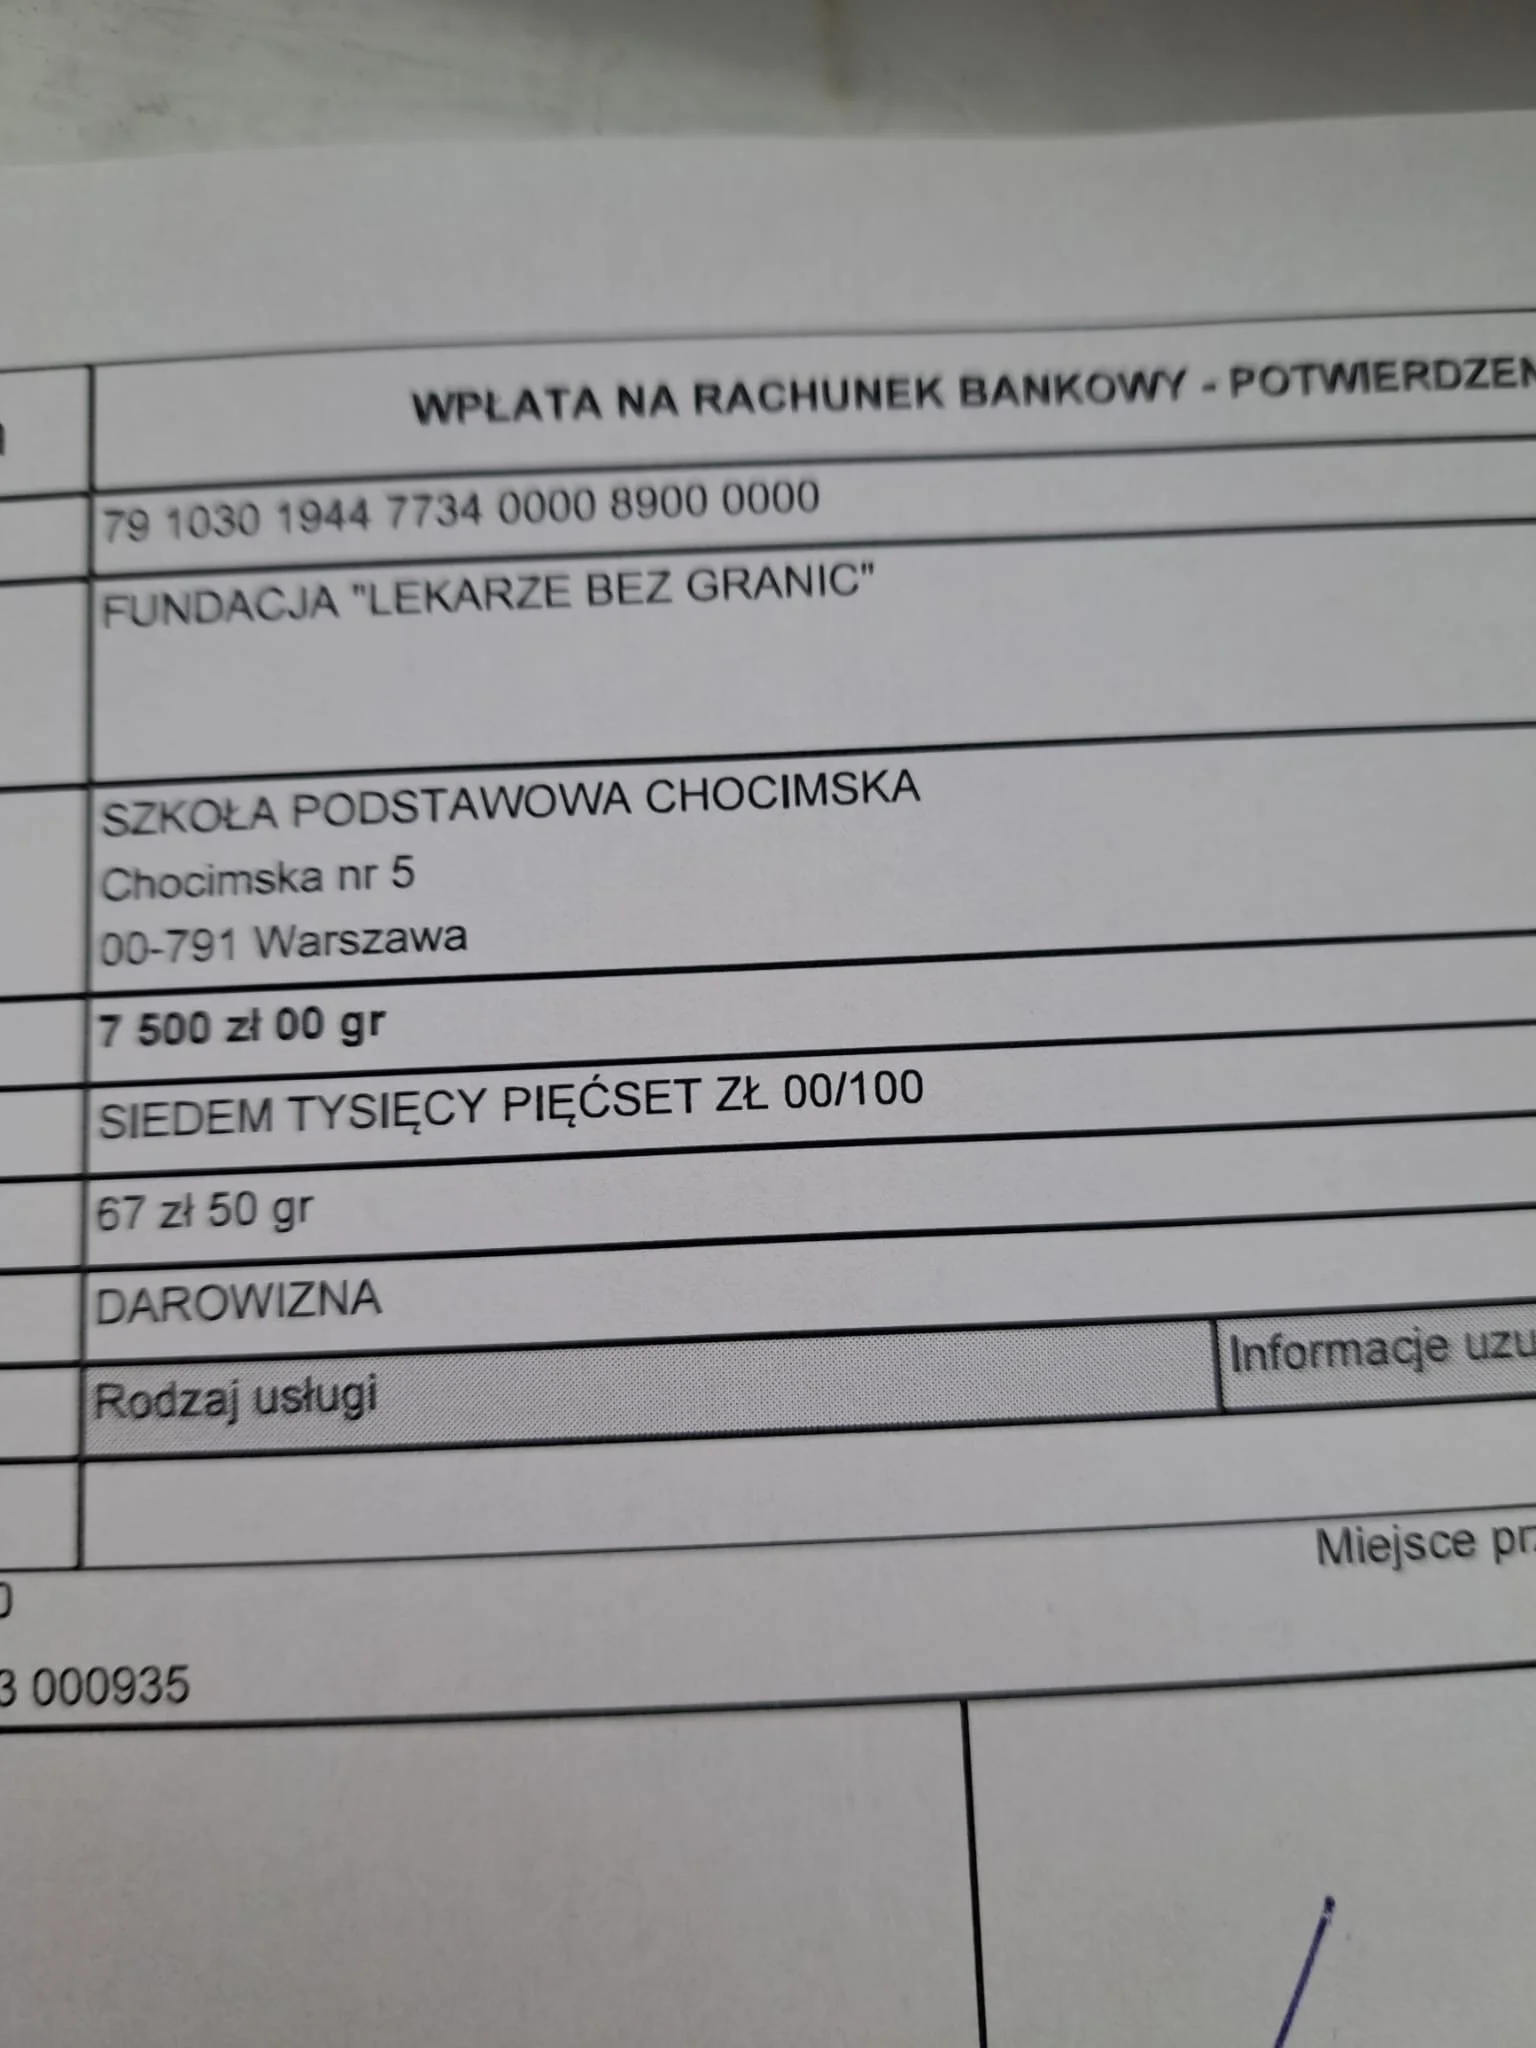 WPŁATA NA RACHUNEK BANKOWY - POTWIERDZEN
79 1030 1944 7734 0000 8900 0000
FUNDACJA "LEKARZE BEZ GRANIC"
SZKOŁA PODSTAWOWA CHOCIMSKA
Chocimska nr 5
00-791 Warszawa
7 500 zł 00 gr
SIEDEM TYSIĘCY PIĘĆSET ZŁ 00/100
67 zł 50 gr
DAROWIZNA
Rodzaj usługi
Informacje uzu
Miejsce prz
3 000935